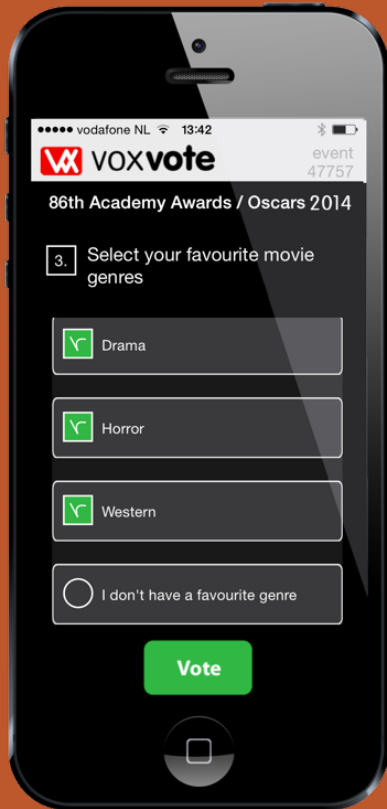 vodafone NL 13:42
VX voxvote
event
47757
86th Academy Awards / Oscars 2014
3. Select your favourite movie
genres
Drama
Horror
Western
I don't have a favourite genre
Vote